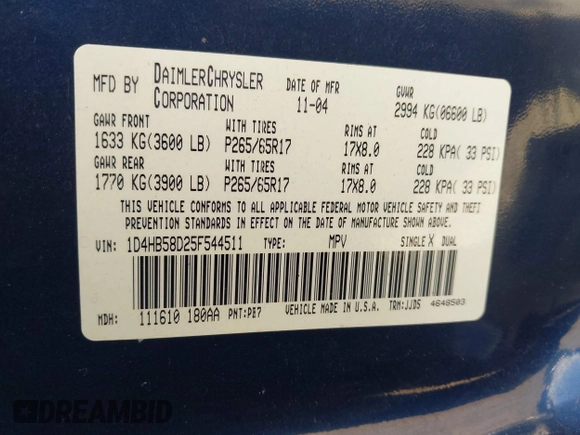 MFD BY DAIMLERCHRYSLER CORPORATION DATE OF MFR 11-04 GVWR 2994 KG(06600 LB)
GAWR FRONT WITH TIRES RIMS AT COLD
1633 KG(3600 LB) P265/65R17 17X8.0 228 KPA( 33 PSI)
GAWR REAR WITH TIRES RIMS AT COLD
1770 KG(3900 LB) P265/65R17 17X8.0 228 KPA( 33 PSI)
THIS VEHICLE CONFORMS TO ALL APPLICABLE FEDERAL MOTOR VEHICLE SAFETY AND THEFT
PREVENTION STANDARDS IN EFFECT ON THE DATE OF MANUFACTURE SHOWN ABOVE.
VIN: 1D4HB58D25F544511 TYPE: MPV SINGLE X DUAL
MDH: 111610 180AA PNT:PB7 VEHICLE MADE IN U.S.A. TRM:JJD5 4648503
DREAMBID